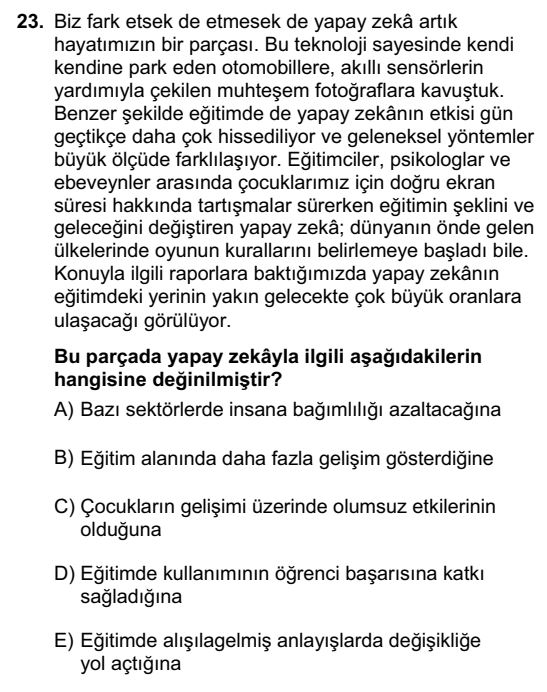 23. Biz fark etsek de etmesek de yapay zekâ artık
hayatımızın bir parçası. Bu teknoloji sayesinde kendi
kendine park eden otomobillere, akıllı sensörlerin
yardımıyla çekilen muhteşem fotoğraflara kavuştuk.
Benzer şekilde eğitimde de yapay zekânın etkisi gün
geçtikçe daha çok hissediliyor ve geleneksel yöntemler
büyük ölçüde farklılaşıyor. Eğitimciler, psikologlar ve
ebeveynler arasında çocuklarımız için doğru ekran
süresi hakkında tartışmalar sürerken eğitimin şeklini ve
geleceğini değiştiren yapay zekâ; dünyanın önde gelen
ülkelerinde oyunun kurallarını belirlemeye başladı bile.
Konuyla ilgili raporlara baktığımızda yapay zekânın
eğitimdeki yerinin yakın gelecekte çok büyük oranlara
ulaşacağı görülüyor.
Bu parçada yapay zekâyla ilgili aşağıdakilerin
hangisine değinilmiştir?
A) Bazı sektörlerde insana bağımlılığı azaltacağına
B) Eğitim alanında daha fazla gelişim gösterdiğine
C) Çocukların gelişimi üzerinde olumsuz etkilerinin
olduğuna
D) Eğitimde kullanımının öğrenci başarısına katkı
sağladığına
E) Eğitimde alışılagelmiş anlayışlarda değişikliğe
yol açtığına